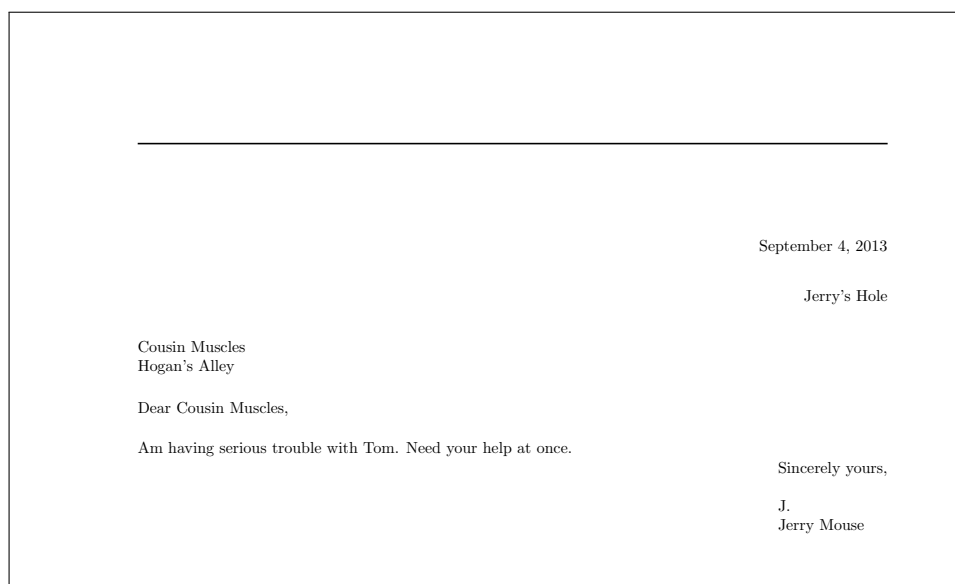 September 4, 2013
Jerry's Hole
Cousin Muscles
Hogan's Alley
Dear Cousin Muscles,
Am having serious trouble with Tom. Need your help at once.
Sincerely yours,
J.
Jerry Mouse